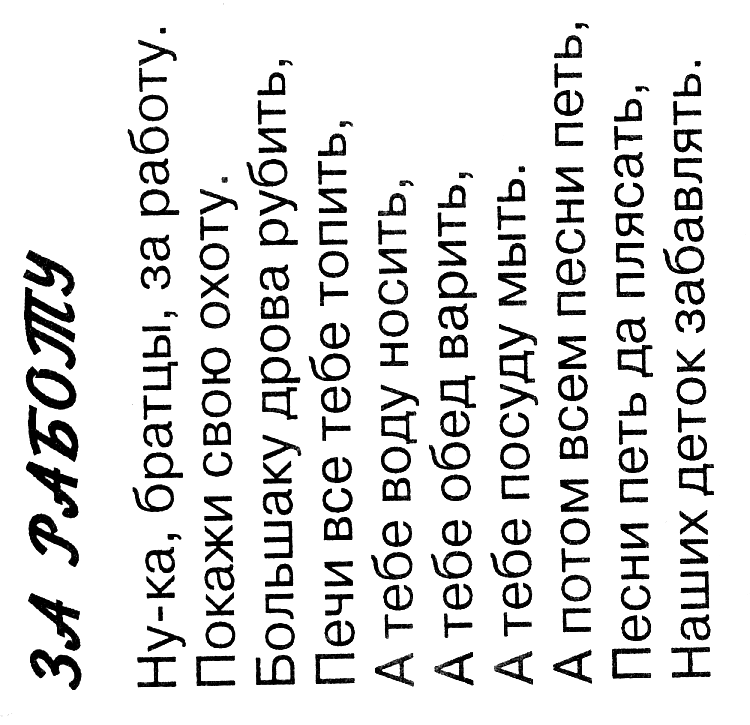 ЗА РАБОТУ
Ну-ка, братцы, за работу.
Покажи свою охоту.
Большаку дрова рубить,
Печи все тебе топить,
А тебе воду носить,
А тебе обед варить,
А тебе посуду мыть.
А потом всем песни петь,
Песни петь да плясать,
Наших деток забавлять.